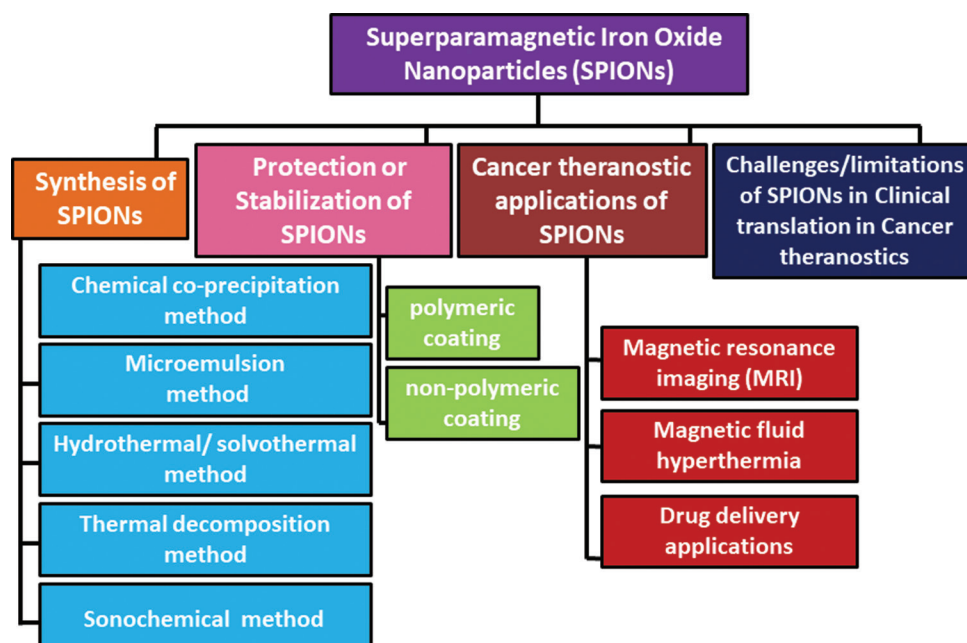 Superparamagnetic Iron Oxide
Nanoparticles (SPIONs)
Synthesis of
SPIONs
Protection or
Stabilization of
SPIONs
Cancer theranostic
applications of
SPIONs
Challenges/limitations
of SPIONs in Clinical
translation in Cancer
theranostics
Chemical co-precipitation
method
Microemulsion
method
Hydrothermal/ solvothermal
method
Thermal decomposition
method
Sonochemical method
polymeric
coating
non-polymeric
coating
Magnetic resonance
imaging (MRI)
Magnetic fluid
hyperthermia
Drug delivery
applications